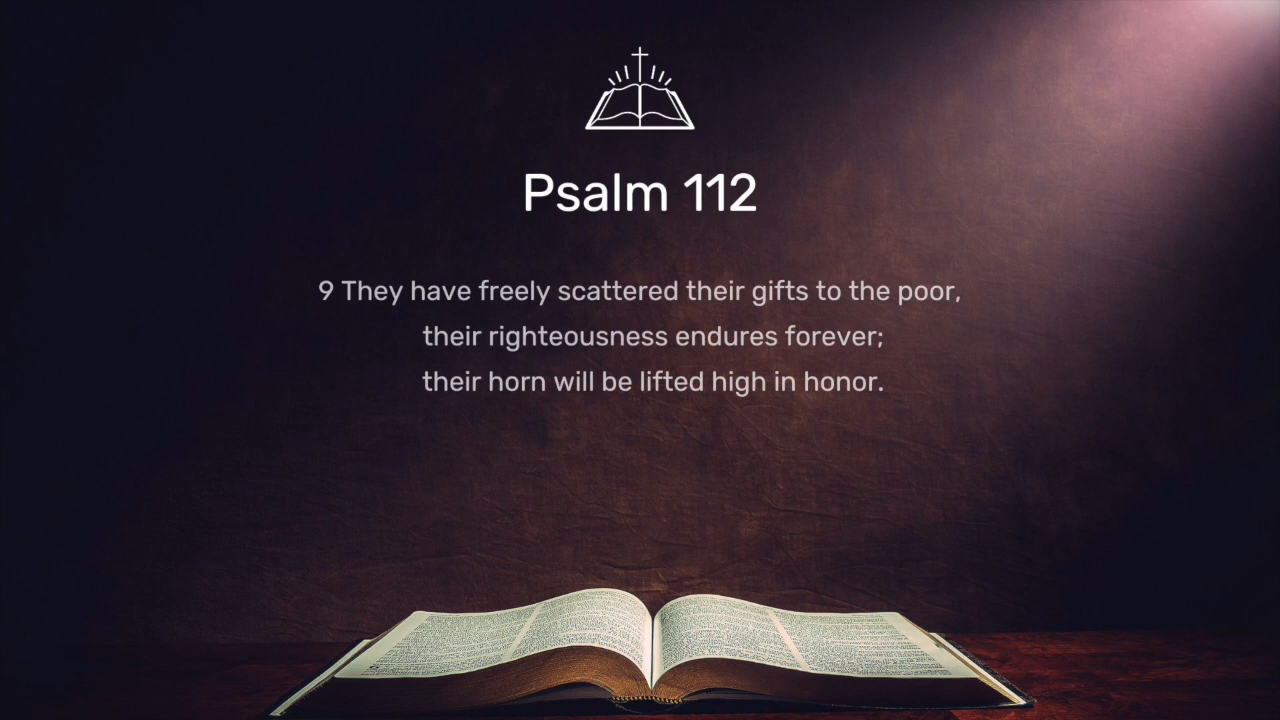 Psalm 112
9 They have freely scattered their gifts to the poor,
their righteousness endures forever;
their horn will be lifted high in honor.